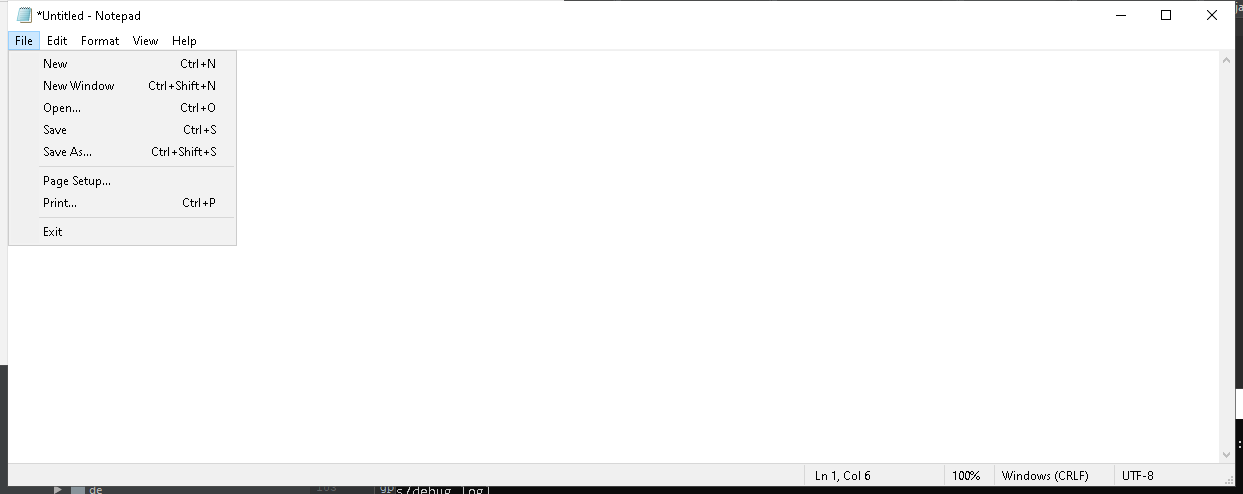 *Untitled - Notepad
File Edit Format View Help
New Ctrl+N
New Window Ctrl+Shift+N
Open... Ctrl+O
Save Ctrl+S
Save As... Ctrl+Shift+S
Page Setup... 
Print... Ctrl+P
Exit
Ln 1, Col 6 100% Windows (CRLF) UTF-8
de